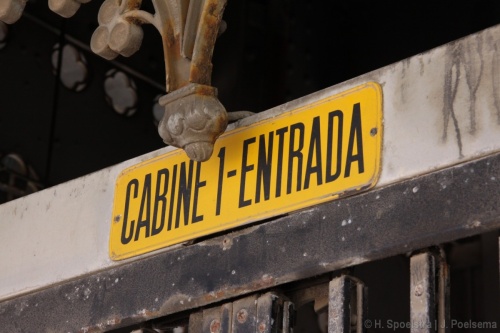 CABINE 1-ENTRADA
© H. Spoelstra | J. Poelsema